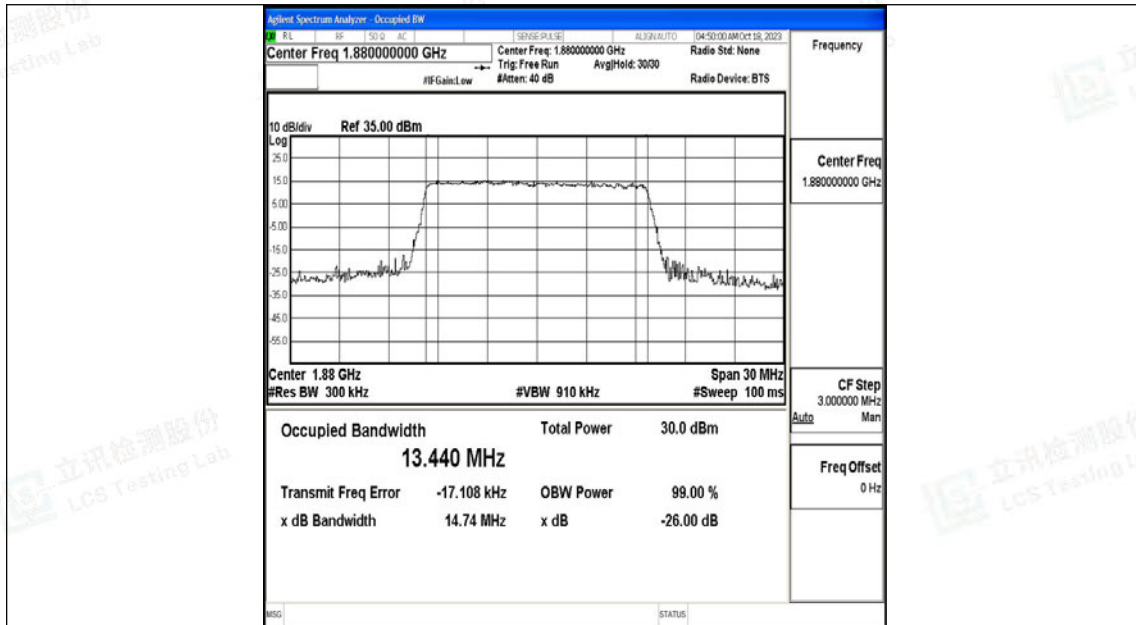 Agilent Spectrum Analyzer - Occupied BW
RL RF 50 Ω AC SENSE:PULSE ALIGNAUTO 04:50:00 AM Oct 18, 2023
Center Freq 1.880000000 GHz
Center Freq: 1.880000000 GHz
Radio Std: None
Trig: Free Run Avg|Hold: 30/30
#IFGain:Low #Atten: 40 dB Radio Device: BTS
Frequency
10 dB/div Ref 35.00 dBm
Log
25.0
15.0
5.00
-5.00
-15.0
-25.0
-35.0
-45.0
-55.0
Center 1.88 GHz Span 30 MHz
#Res BW 300 kHz #VBW 910 kHz #Sweep 100 ms
Center Freq
1.880000000 GHz
CF Step
3.000000 MHz
Auto Man
Freq Offset
0 Hz
Occupied Bandwidth Total Power 30.0 dBm
13.440 MHz
Transmit Freq Error -17.108 kHz OBW Power 99.00 %
x dB Bandwidth 14.74 MHz x dB -26.00 dB
MSG STATUS
立讯检测股份
LCS Testing Lab